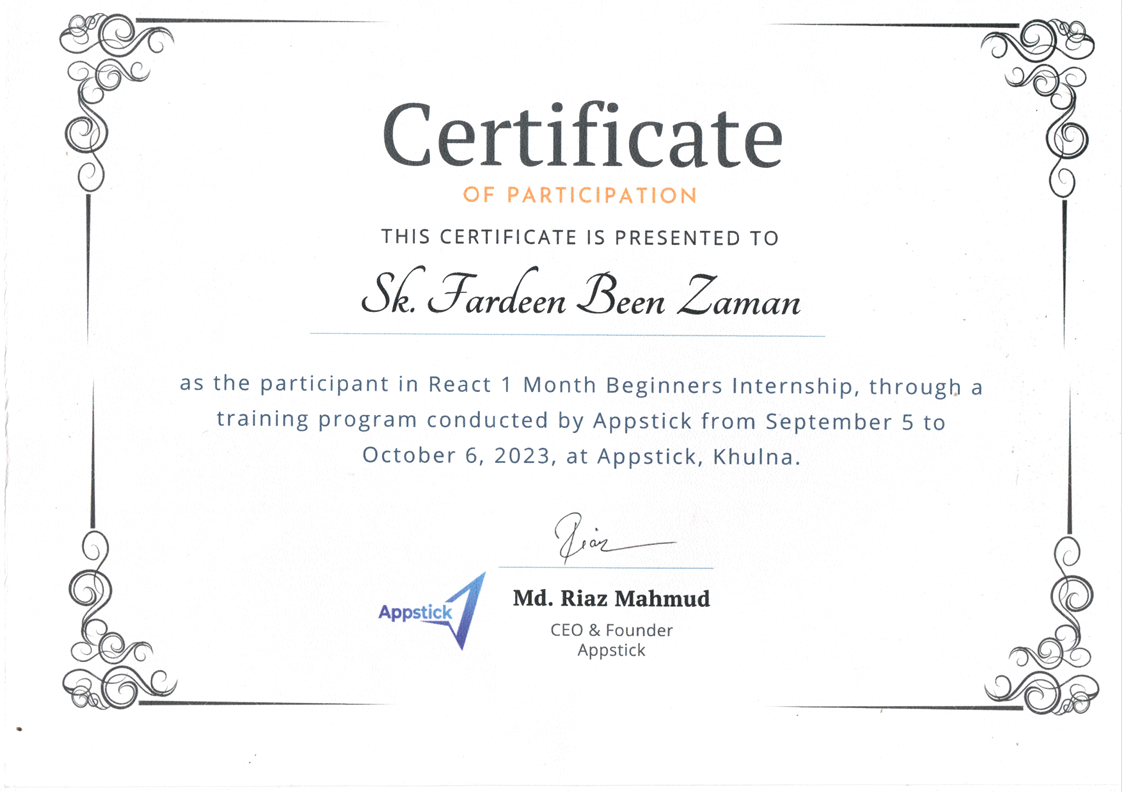 Certificate
OF PARTICIPATION
THIS CERTIFICATE IS PRESENTED TO
Sk. Fardeen Been Zaman
as the participant in React 1 Month Beginners Internship, through a
training program conducted by Appstick from September 5 to
October 6, 2023, at Appstick, Khulna.
Riaz
Appstick
Md. Riaz Mahmud
CEO & Founder
Appstick